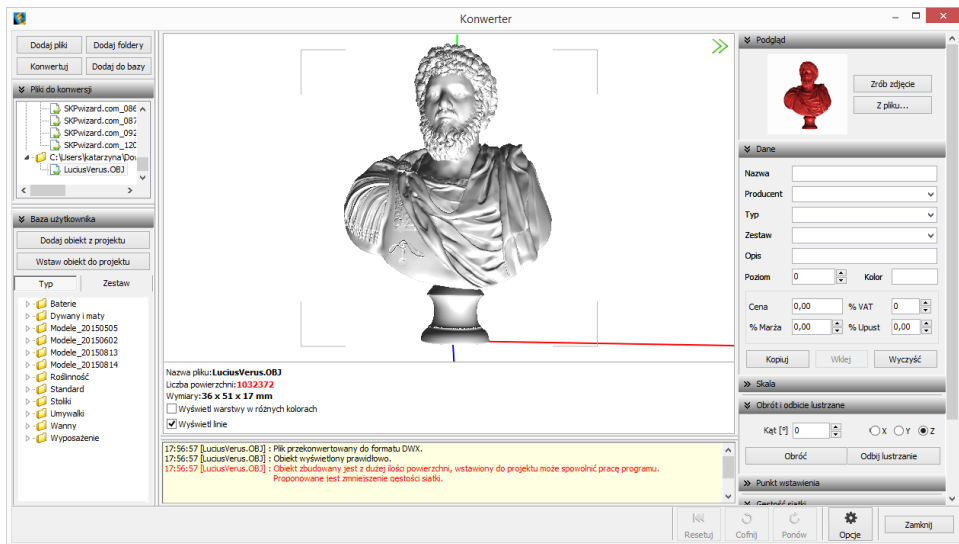 Konwerter
Dodaj pliki
Dodaj foldery
Konwertuj
Dodaj do bazy
Pliki do konwersji
SKPwizard.com_086
SKPwizard.com_087
SKPwizard.com_092
SKPwizard.com_120
C:\Users\katarzyna\Dow
LuciusVerus.OBJ
Baza użytkownika
Dodaj obiekt z projektu
Wstaw obiekt do projektu
Typ
Zestaw
Baterie
Dywany i maty
Modele_20150505
Modele_20150602
Modele_20150813
Modele_20150814
Roślinność
Standard
Stoliki
Umywalki
Wanny
Wyposażenie
Nazwa pliku:LuciusVerus.OBJ
Liczba powierzchni:1032372
Wymiary:36 x 51 x 17 mm
Wyświetl warstwy w różnych kolorach
Wyświetl linie
17:56:57 [LuciusVerus.OBJ] : Plik przekonwertowany do formatu DWX.
17:56:57 [LuciusVerus.OBJ] : Obiekt wyświetlony prawidłowo.
17:56:57 [LuciusVerus.OBJ] : Obiekt zbudowany jest z dużej ilości powierzchni, wstawiony do projektu może spowolnić pracę programu.
Proponowane jest zmniejszenie gęstości siatki.
Podgląd
Zrób zdjęcie
Z pliku...
Dane
Nazwa
Producent
Typ
Zestaw
Opis
Poziom 0 Kolor
Cena 0,00 % VAT 0
% Marża 0,00 % Upust 0,00
Kopiuj Wklej Wyczyść
Skala
Obrót i odbicie lustrzane
Kąt [°] 0 X Y Z
Obróć Odbij lustrzanie
Punkt wstawienia
Gęstość siatki
Resetuj Cofnij Ponów Opcje Zamknij